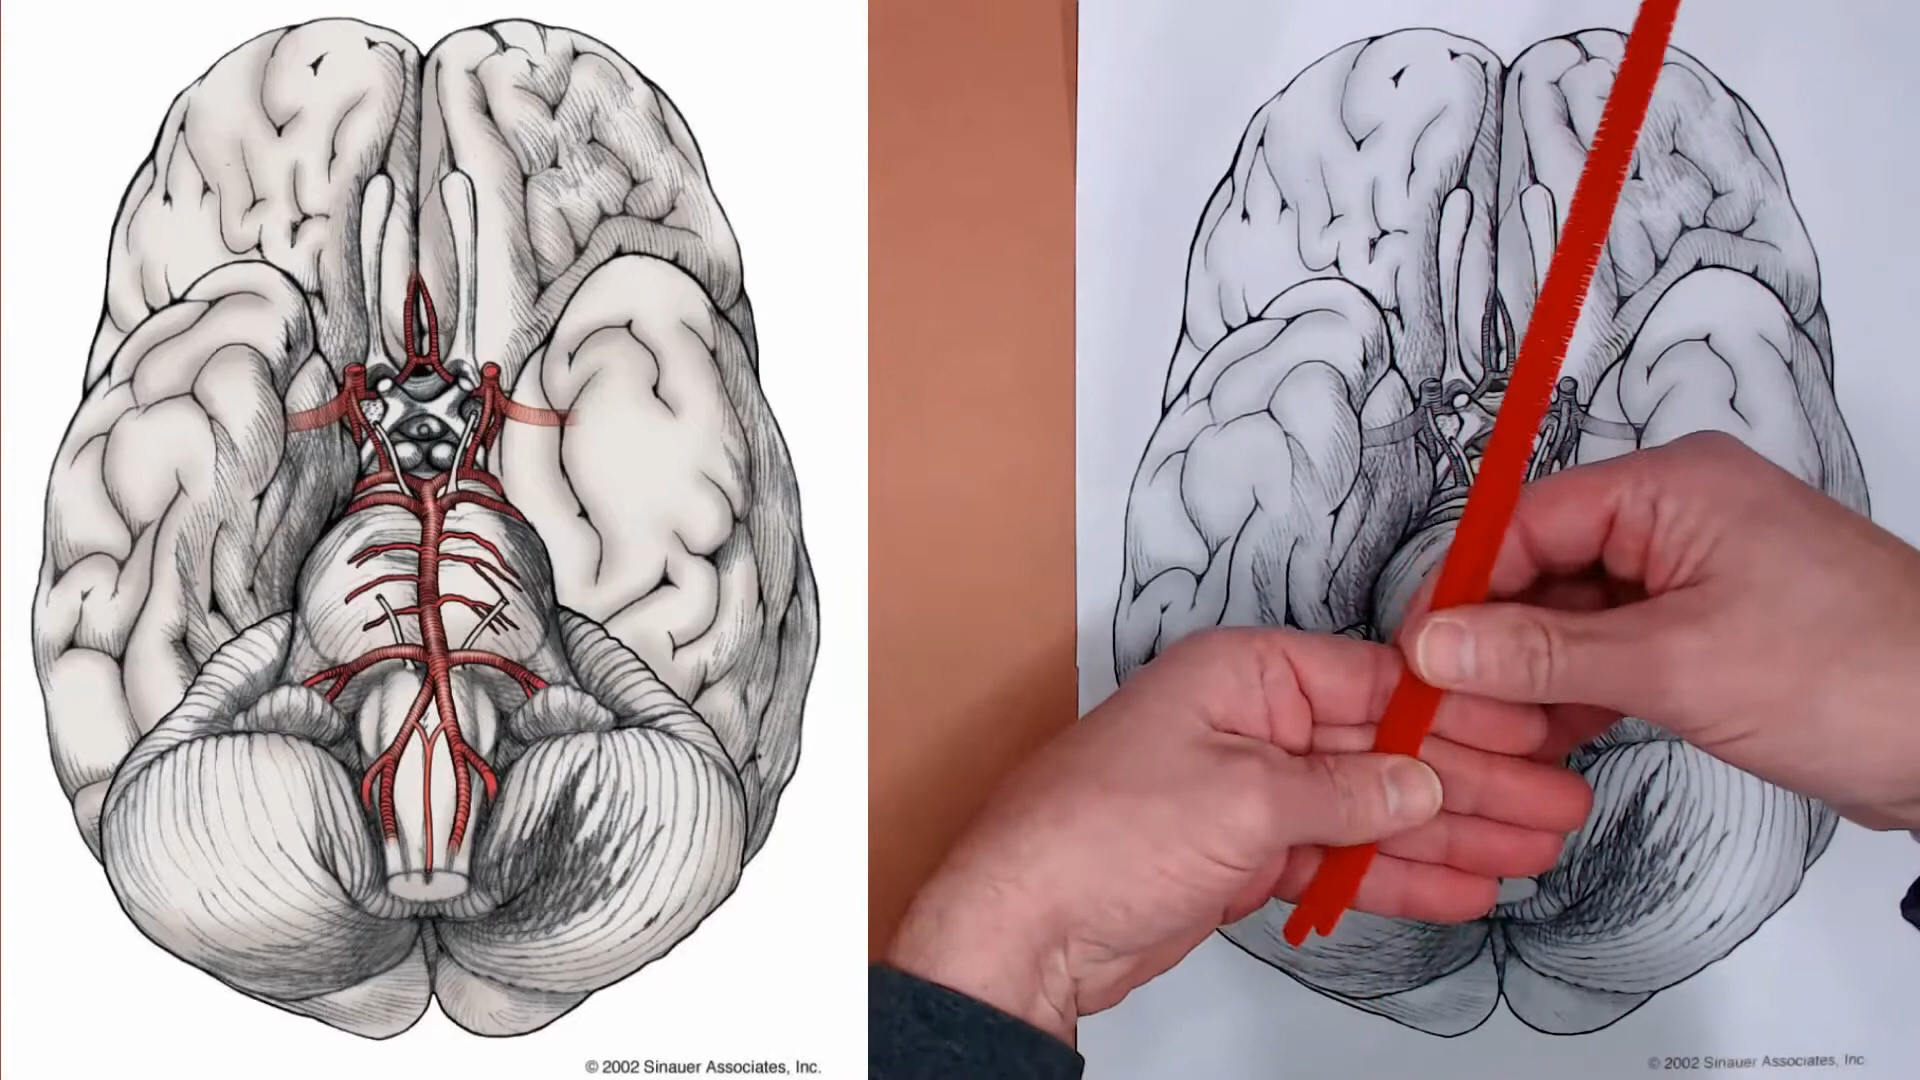 © 2002 Sinauer Associates, Inc.
© 2002 Sinauer Associates, Inc